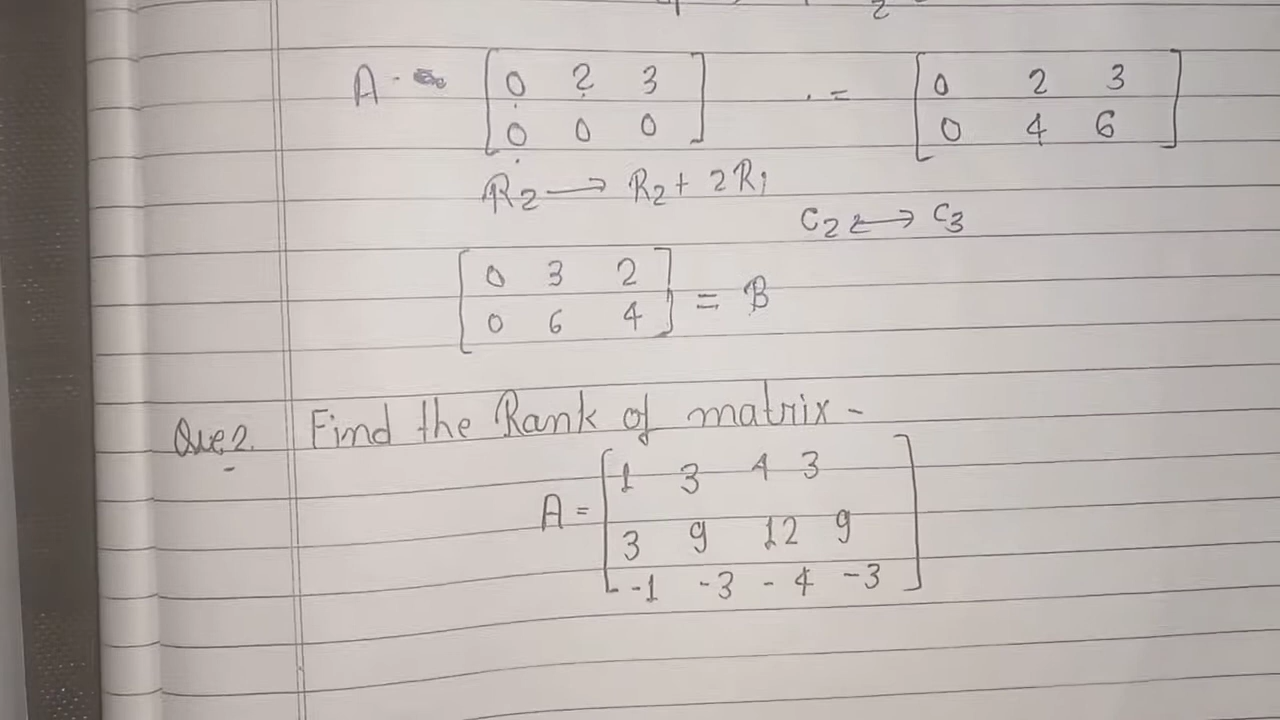 A ~ [0 2 3 = [0 2 3
0 0 0] 0 4 6]
R2 → R2 + 2R1
C2 ↔ C3
[0 3 2
0 6 4] = B
Que 2. Find the Rank of matrix -
A = [1 3 4 3
3 9 12 9
-1 -3 -4 -3]